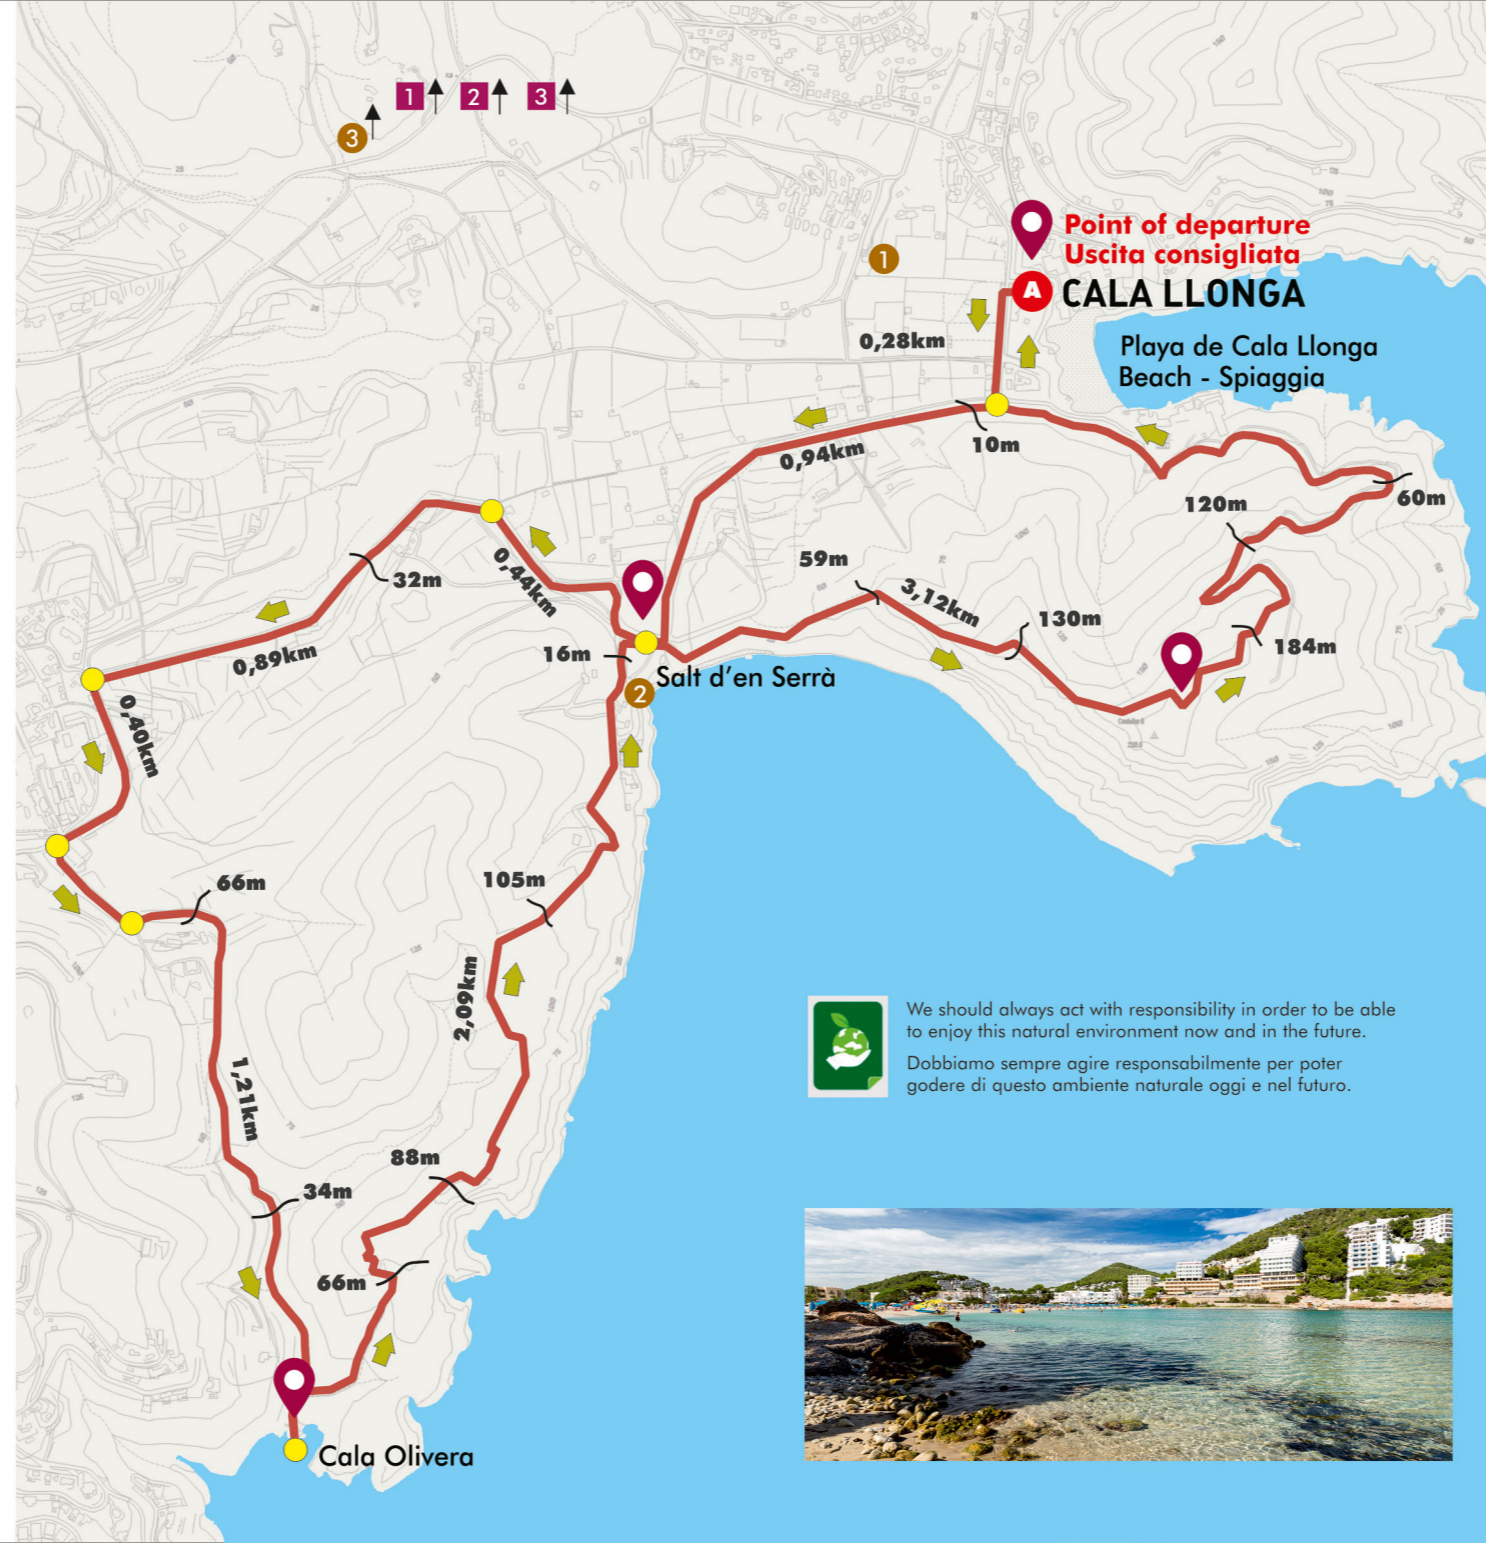 1 2 3
3
Point of departure
Uscita consigliata
1
A CALA LLONGA
0,28km
Playa de Cala Llonga
Beach - Spiaggia
10m
0,94km
60m
120m
59m
0,44km
32m
3,12km
130m
184m
16m
0,89km
Salt d’en Serrà
2
0,40km
66m
105m
2,09km
We should always act with responsibility in order to be able
to enjoy this natural environment now and in the future.
Dobbiamo sempre agire responsabilmente per poter
godere di questo ambiente naturale oggi e nel futuro.
1,21km
88m
34m
66m
Cala Olivera